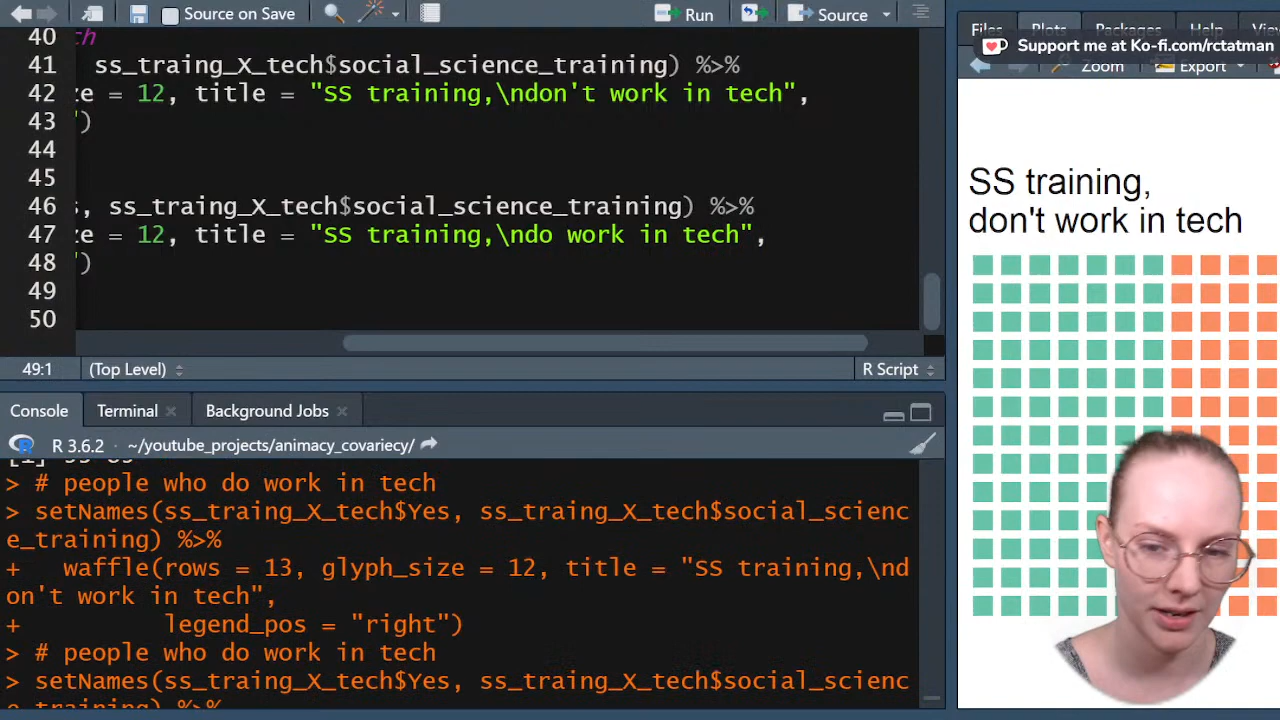 Source on Save
Run
Source
40 ch
41 ss_traing_X_tech$social_science_training) %>%
42 ze = 12, title = "SS training,\ndon't work in tech",
43 ")
44
45
46 s, ss_traing_X_tech$social_science_training) %>%
47 ze = 12, title = "SS training,\ndo work in tech",
48 ")
49
50
49:1 (Top Level) R Script
Console Terminal Background Jobs
R 3.6.2 · ~/youtube_projects/animacy_covariecy/
> # people who do work in tech
> setNames(ss_traing_X_tech$Yes, ss_traing_X_tech$social_scienc
e_training) %>%
+ waffle(rows = 13, glyph_size = 12, title = "SS training,\nd
on't work in tech",
+ legend_pos = "right")
> # people who do work in tech
> setNames(ss_traing_X_tech$Yes, ss_traing_X_tech$social_scienc
e_training) %>%
Files Plots Packages Help
Support me at Ko-fi.com/rctatman
Zoom Export
SS training,
don't work in tech